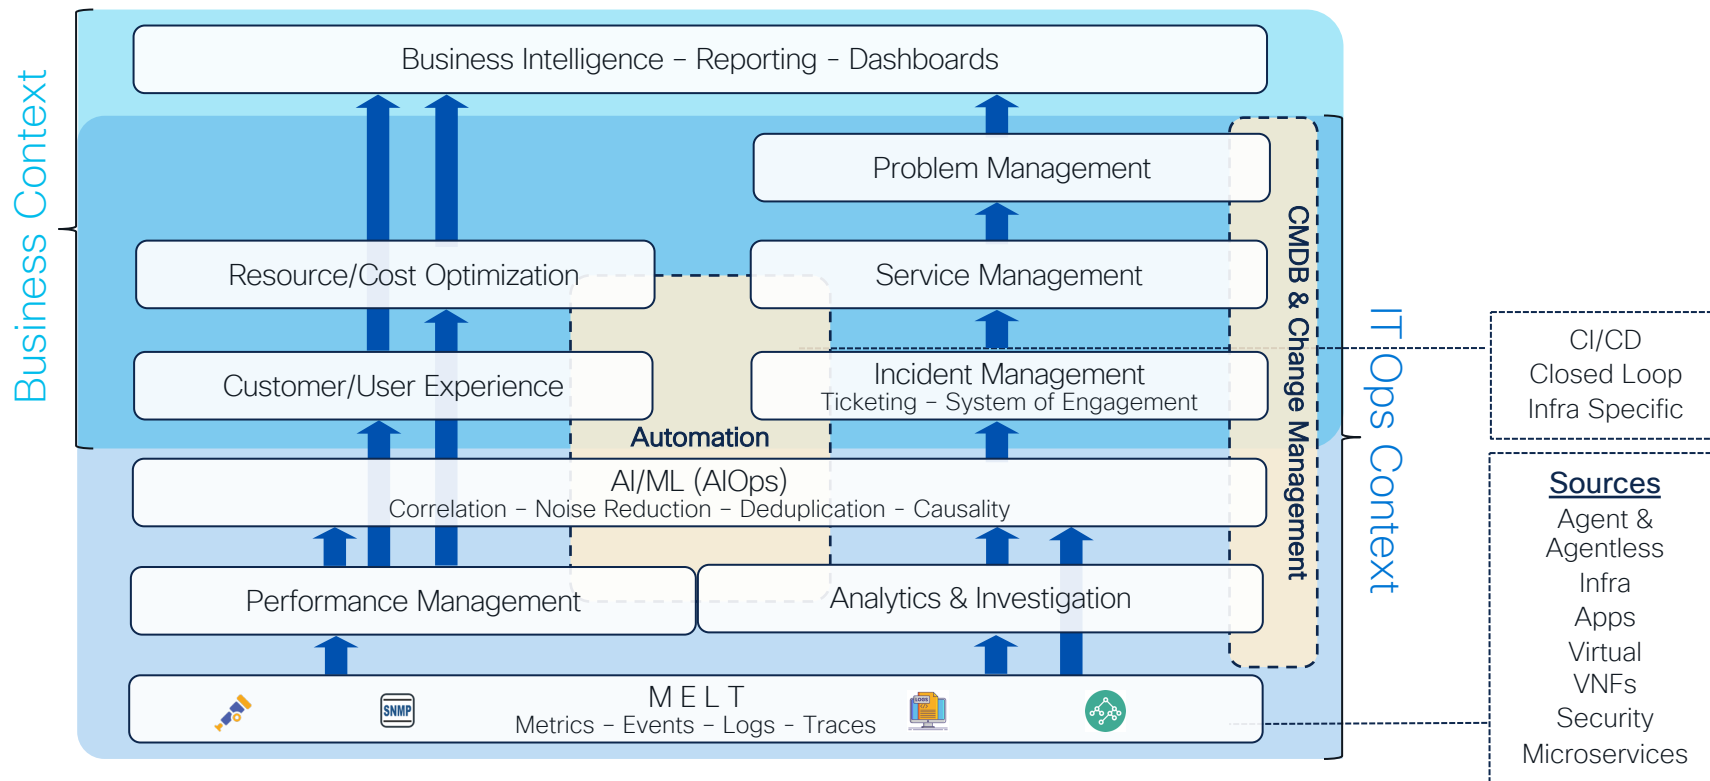 Business Context
Business Intelligence – Reporting - Dashboards
Problem Management
Resource/Cost Optimization
Service Management
Customer/User Experience
Incident Management
Ticketing – System of Engagement
Automation
AI/ML (AIOps)
Correlation – Noise Reduction – Deduplication - Causality
Performance Management
Analytics & Investigation
M E L T
Metrics – Events – Logs - Traces
SNMP
LOGS
CMDB & Change Management
IT Ops Context
CI/CD
Closed Loop
Infra Specific
Sources
Agent &
Agentless
Infra
Apps
Virtual
VNFs
Security
Microservices